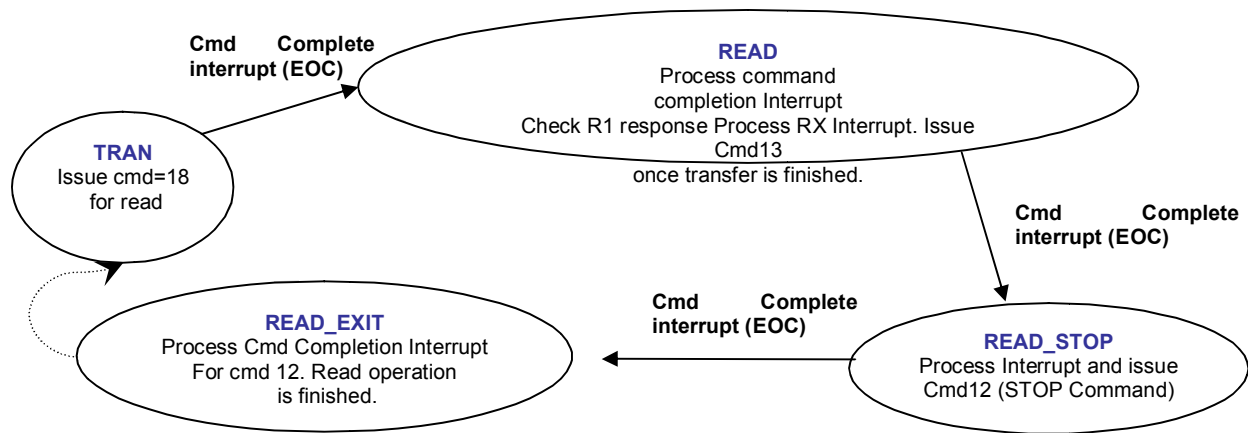 Cmd Complete
interrupt (EOC)
READ
Process command
completion Interrupt
Check R1 response Process RX Interrupt. Issue
Cmd13
once transfer is finished.
TRAN
Issue cmd=18
for read
Cmd Complete
interrupt (EOC)
Cmd Complete
interrupt (EOC)
READ_EXIT
Process Cmd Completion Interrupt
For cmd 12. Read operation
is finished.
READ_STOP
Process Interrupt and issue
Cmd12 (STOP Command)